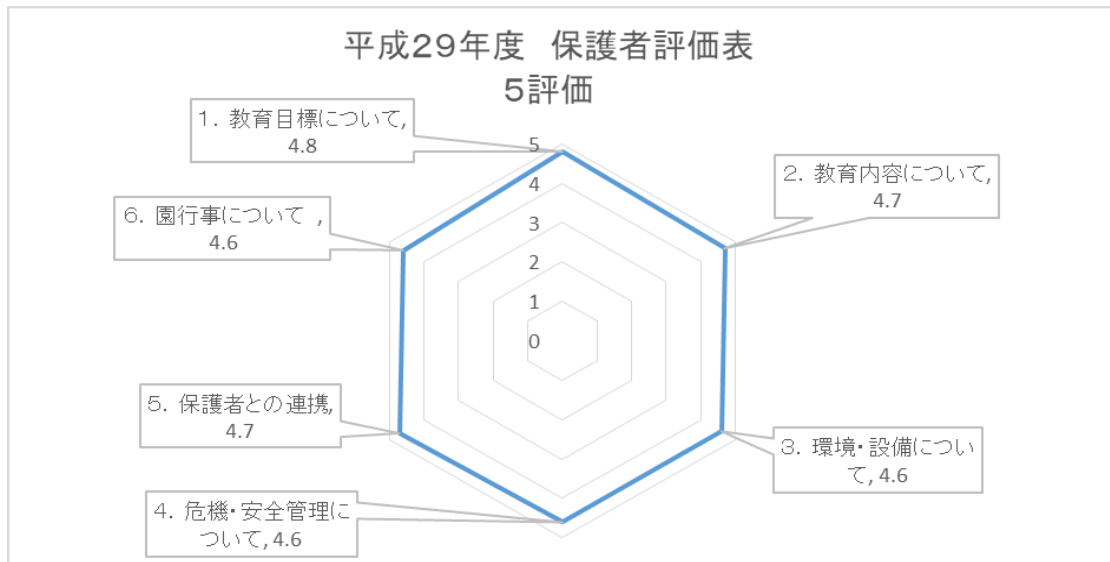 平成29年度　保護者評価表
5評価
1. 教育目標について,
4.8
2. 教育内容について,
4.7
3. 環境・設備につい
て, 4.6
4. 危機・安全管理に
ついて, 4.6
5. 保護者との連携,
4.7
6. 園行事について ,
4.6
5
4
3
2
1
0